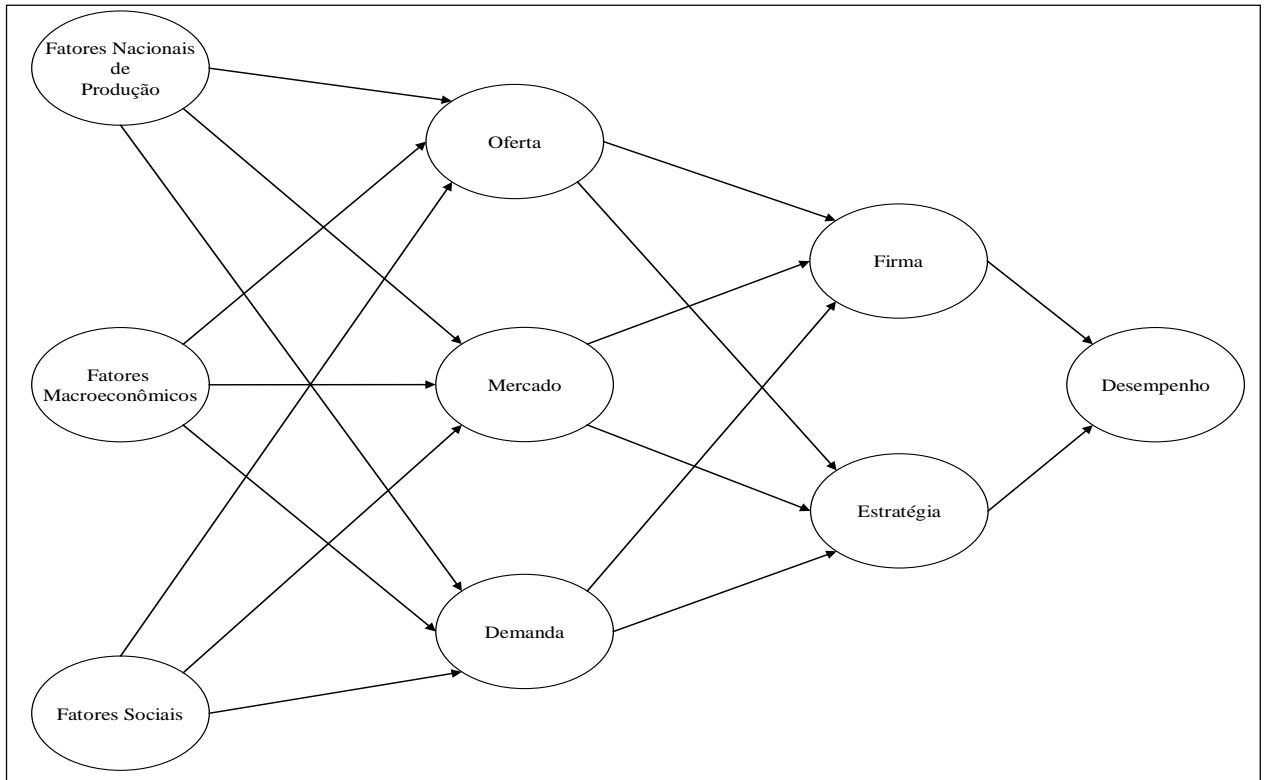 Fatores Nacionais
de
Produção
Oferta
Firma
Fatores
Macroeconômicos
Mercado
Desempenho
Estratégia
Demanda
Fatores Sociais